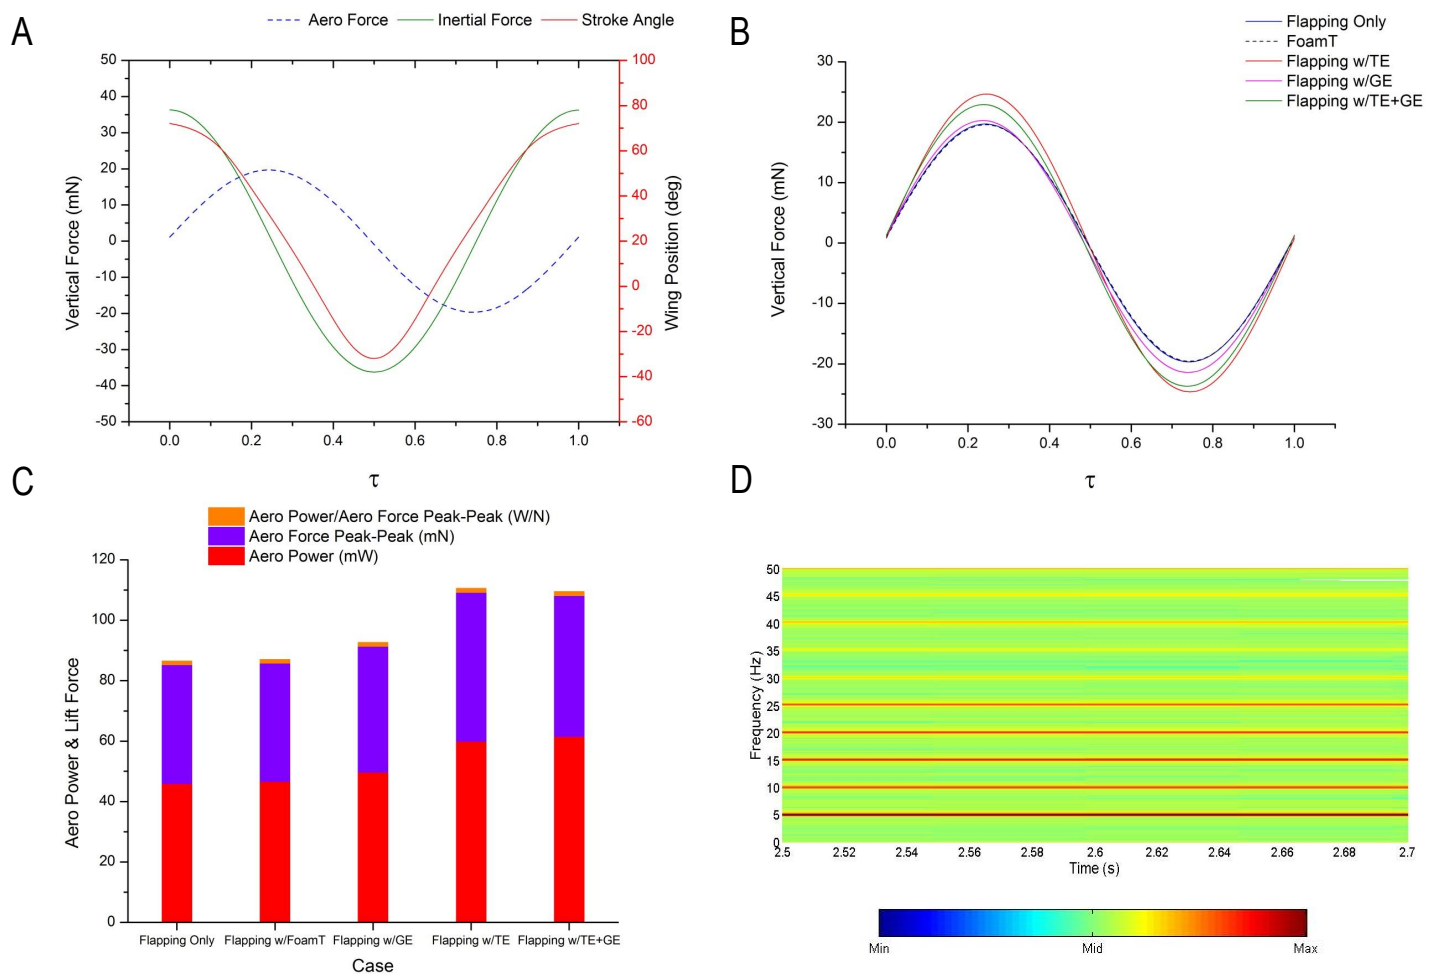 A
Aero Force Inertial Force Stroke Angle
50
40
30
20
10
0
-10
-20
-30
-40
-50
Vertical Force (mN)
100
80
60
40
20
0
-20
-40
-60
Wing Position (deg)
0.0 0.2 0.4 0.6 0.8 1.0
τ
B
Flapping Only
FoamT
Flapping w/TE
Flapping w/GE
Flapping w/TE+GE
30
20
10
0
-10
-20
-30
Vertical Force (mN)
0.0 0.2 0.4 0.6 0.8 1.0
τ
C
Aero Power/Aero Force Peak-Peak (W/N)
Aero Force Peak-Peak (mN)
Aero Power (mW)
120
100
80
60
40
20
0
Aero Power & Lift Force
Flapping Only Flapping w/FoamT Flapping w/GE Flapping w/TE Flapping w/TE+GE
Case
D
50
45
40
35
30
25
20
15
10
5
0
Frequency (Hz)
2.5 2.52 2.54 2.56 2.58 2.6 2.62 2.64 2.66 2.68 2.7
Time (s)
Min Mid Max